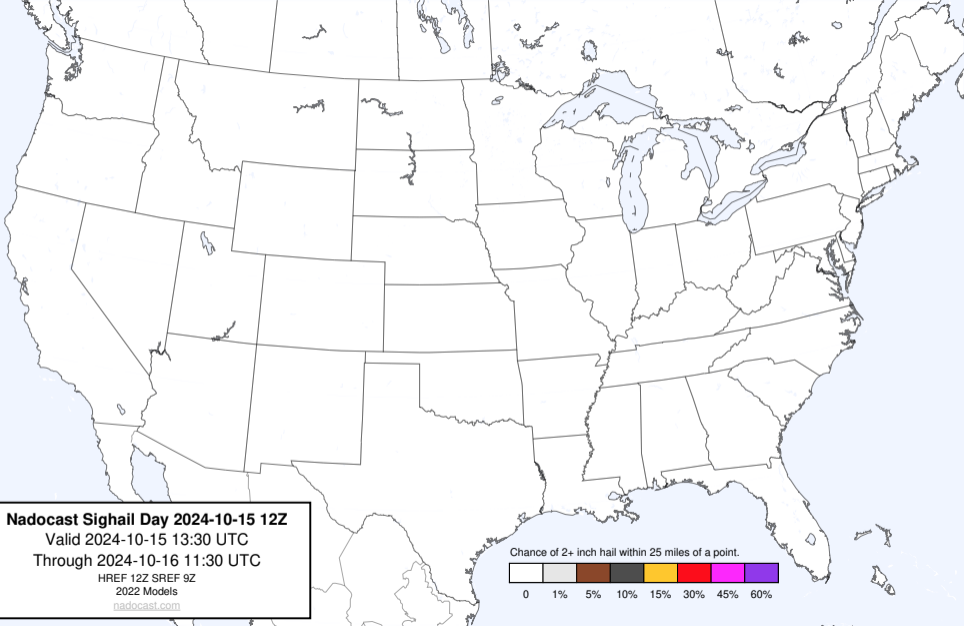 Nadocast Sighail Day 2024-10-15 12Z
Valid 2024-10-15 13:30 UTC
Through 2024-10-16 11:30 UTC
HREF 12Z SREF 9Z
2022 Models
nadocast.com
Chance of 2+ inch hail within 25 miles of a point.
0 1% 5% 10% 15% 30% 45% 60%